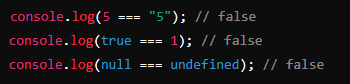 console.log(5 === "5"); // false
console.log(true === 1); // false
console.log(null === undefined); // false